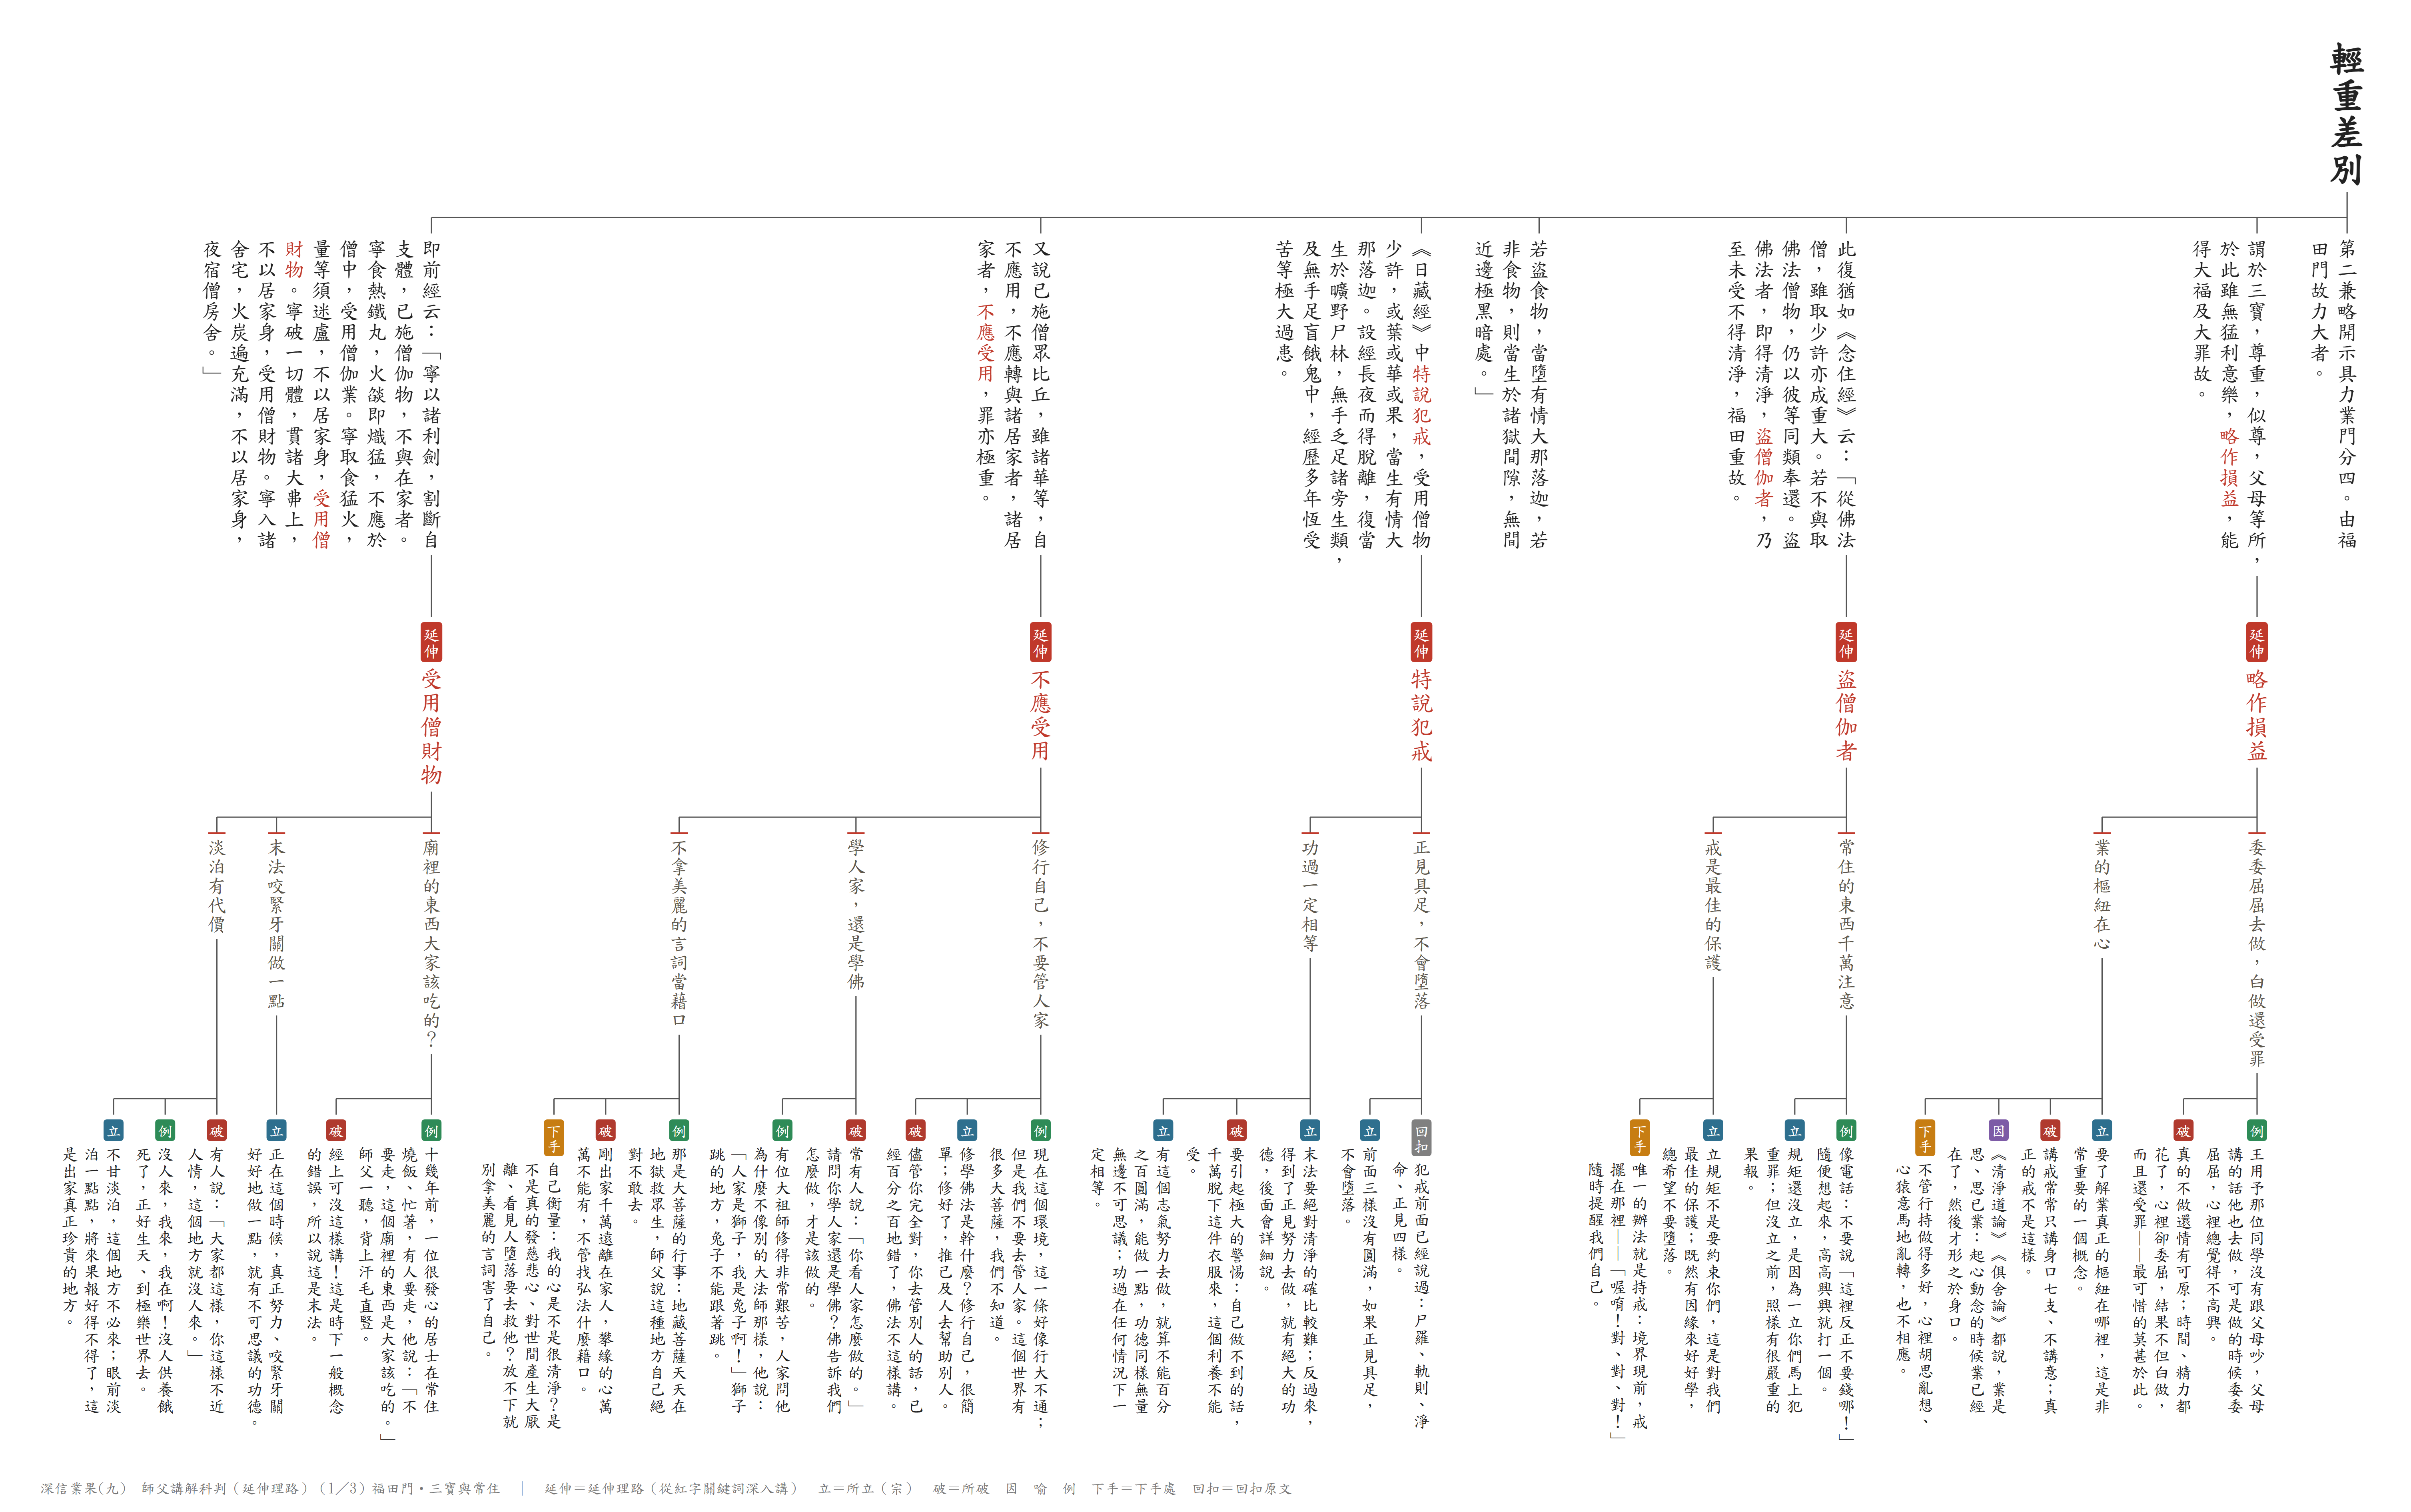 輕重差別
第二兼略開示具力業門分四。由福
田門故力大者。
謂於三寶，尊重，似尊，父母等所，
於此雖無猛利意樂，略作損益，能
得大福及大罪故。
此復猶如《念住經》云：「從佛法
僧，雖取少許亦成重大。若不與取
佛法僧物，仍以彼等同類奉還。盜
佛法者，即得清淨，盜僧伽者，乃
至未受不得清淨，福田重故。
若盜食物，當墮有情大那落迦，若
非食物，則當生於諸獄間隙，無間
近邊極黑暗處。」
《日藏經》中特說犯戒，受用僧物
少許，或葉或華或果，當生有情大
那落迦。設經長夜而得脫離，復當
生於曠野尸林，無手乏足諸旁生類，
及無手足盲餓鬼中，經歷多年恆受
苦等極大過患。
又說已施僧眾比丘，雖諸華等，自
不應用，不應轉與諸居家者，諸居
家者，不應受用，罪亦極重。
即前經云：「寧以諸利劍，割斷自
支體，已施僧伽物，不與在家者。
寧食熱鐵丸，火燄即熾猛，不應於
僧中，受用僧伽業。寧取食猛火，
量等須迷盧，不以居家身，受用僧
財物。寧破一切體，貫諸大弗上，
不以居家身，受用僧財物。寧入諸
舍宅，火炭遍充滿，不以居家身，
夜宿僧房舍。」
延伸 略作損益
委委屈屈去做，白做還受罪
例
王用予那位同學沒有跟父母吵，父母
講的話他也去做，可是做的時候委委
屈屈，心裡總覺得不高興。
破
真的不做還情有可原；時間、精力都
花了，心裡卻委屈，結果不但白做，
而且還受罪——最可惜的莫甚於此。
業的樞紐在心
立
要了解業真正的樞紐在哪裡，這是非
常重要的一個概念。
破
講戒常常只講身口七支、不講意；真
正的戒不是這樣。
因
《清淨道論》《俱舍論》都說，業是
思、思己業：起心動念的時候業已經
在了，然後才形之於身口。
下手
不管行持做得多好，心裡胡思亂想、
心猿意馬地亂轉，也不相應。
延伸 盜僧伽者
常住的東西千萬注意
例
像電話：不要說「這裡反正不要錢哪！」
隨便想起來，高高興興就打一個。
立
規矩還沒立，是因為一立你們馬上犯
重罪；但沒立之前，照樣有很嚴重的
果報。
戒是最佳的保護
立
立規矩不是要約束你們，這是對我們
最佳的保護；既然有因緣來好好學，
總希望不要墮落。
下手
唯一的辦法就是持戒：境界現前，戒
擺在那裡——「喔唷！對、對、對！」
隨時提醒我們自己。
延伸 特說犯戒
正見具足，不會墮落
回扣
犯戒前面已經說過：尸羅、軌則、淨
命、正見四樣。
立
前面三樣沒有圓滿，如果正見具足，
不會墮落。
功過一定相等
立
末法要絕對清淨的確比較難；反過來，
得到了正見努力去做，就有絕大的功
德，後面會詳細說。
破
要引起極大的警惕：自己做不到的話，
千萬脫下這件衣服來，這個利養不能
受。
立
有這個志氣努力去做，就算不能百分
之百圓滿，能做一點，功德同樣無量
無邊不可思議；功過在任何情況下一
定相等。
延伸 不應受用
修行自己，不要管人家
例
現在這個環境，這一條好像行大不通；
但是我們不要去管人家。這個世界有
很多大菩薩，我們不知道。
立
修學佛法是幹什麼？修行自己，很簡
單；修好了，推己及人去幫助別人。
破
儘管你完全對，你去管別人的話，已
經百分之百地錯了，佛法不這樣講。
學人家，還是學佛
破
常有人說：「你看人家怎麼做的。」
請問你學人家還是學佛？佛告訴我們
怎麼做，才是該做的。
例
有位大祖師修得非常艱苦，人家問他
為什麼不像別的大法師那樣，他說：
「人家是獅子，我是兔子啊！」獅子
跳的地方，兔子不能跟著跳。
不拿美麗的言詞當藉口
例
那是大菩薩的行事：地藏菩薩天天在
地獄救眾生，師父說這種地方自己絕
對不敢去。
破
剛出家千萬遠離在家人，攀緣的心萬
萬不能有，不管找弘法什麼藉口。
下手
自己衡量：我的心是不是很清淨？是
不是真的發慈悲心、對世間產生大厭
離、看見人墮落要去救他？放不下就
別拿美麗的言詞害了自己。
延伸 受用僧財物
廟裡的東西大家該吃的？
例
十幾年前，一位很發心的居士在常住
燒飯、忙著，有人要走，他說：「不
要走，這個廟裡的東西是大家該吃的。」
師父一聽，背上汗毛直豎。
破
經上可沒這樣講！這是時下一般概念
的錯誤，所以說這是末法。
末法咬緊牙關做一點
立
正在這個時候，真正努力、咬緊牙關
好好地做一點，就有不可思議的功德。
淡泊有代價
破
有人說：「大家都這樣，你這樣不近
人情，這個地方就沒人來。」
例
沒人來，我來，我在啊！沒人供養餓
死了，正好生天、到極樂世界去。
立
不甘淡泊，這個地方不必來；眼前淡
泊一點點，將來果報好得不得了，這
是出家真正珍貴的地方。
深信業果(九)　師父講解科判（延伸理路）（1／3）福田門・三寶與常住　｜　延伸＝延伸理路（從紅字關鍵詞深入講）　立＝所立（宗）　破＝所破　因　喻　例　下手＝下手處　回扣＝回扣原文